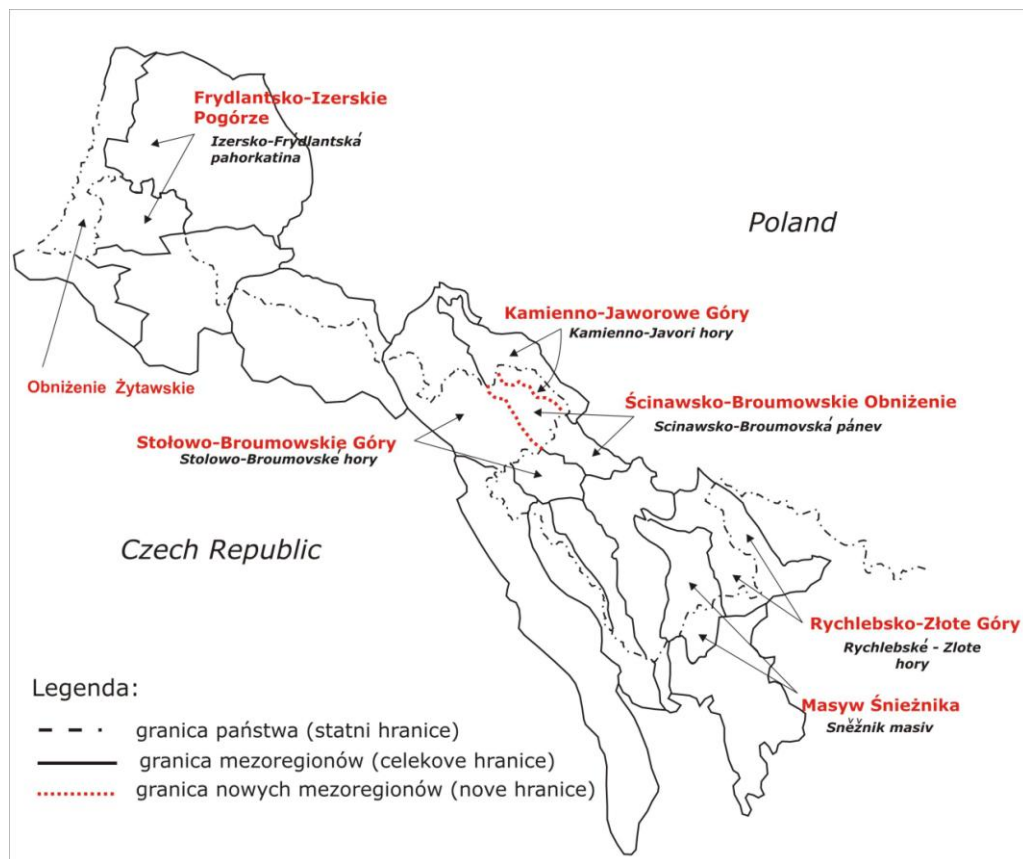 Frydlantsko-Izerskie
Pogórze
Izersko-Frýdlantská
pahorkatina
Poland
Kamienno-Jaworowe Góry
Kamienno-Javori hory
Obniżenie Żytawskie
Ścinawsko-Broumowskie Obniżenie
Scinawsko-Broumovská pánev
Stołowo-Broumowskie Góry
Stolowo-Broumovské hory
Czech Republic
Rychlebsko-Złote Góry
Rychlebské - Zlote
hory
Masyw Śnieżnika
Sněžnik masiv
Legenda:
granica państwa (statni hranice)
granica mezoregionów (celekove hranice)
granica nowych mezoregionów (nove hranice)